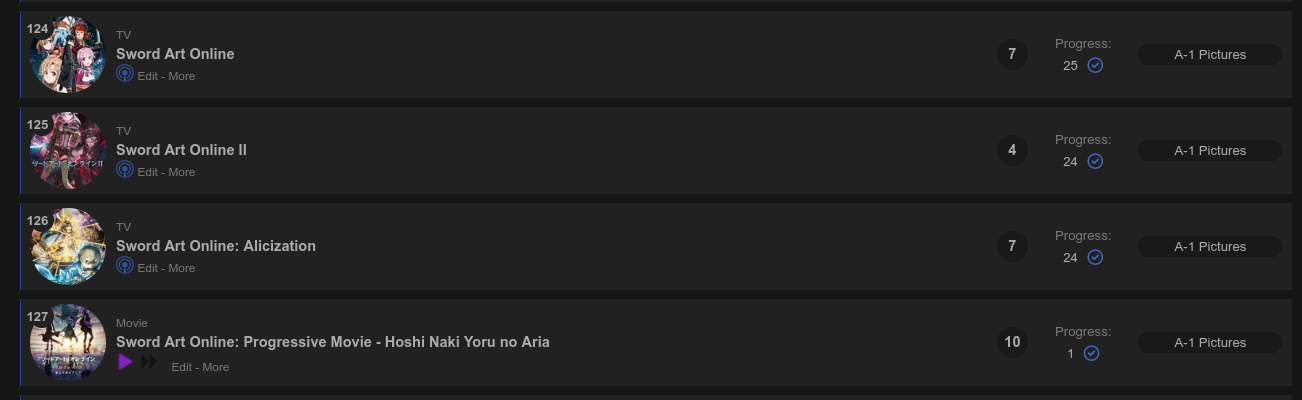 124
TV
Sword Art Online
Edit - More
7
Progress:
25
A-1 Pictures
125
TV
Sword Art Online II
Edit - More
4
Progress:
24
A-1 Pictures
126
TV
Sword Art Online: Alicization
Edit - More
7
Progress:
24
A-1 Pictures
127
Movie
Sword Art Online: Progressive Movie - Hoshi Naki Yoru no Aria
Edit - More
10
Progress:
1
A-1 Pictures